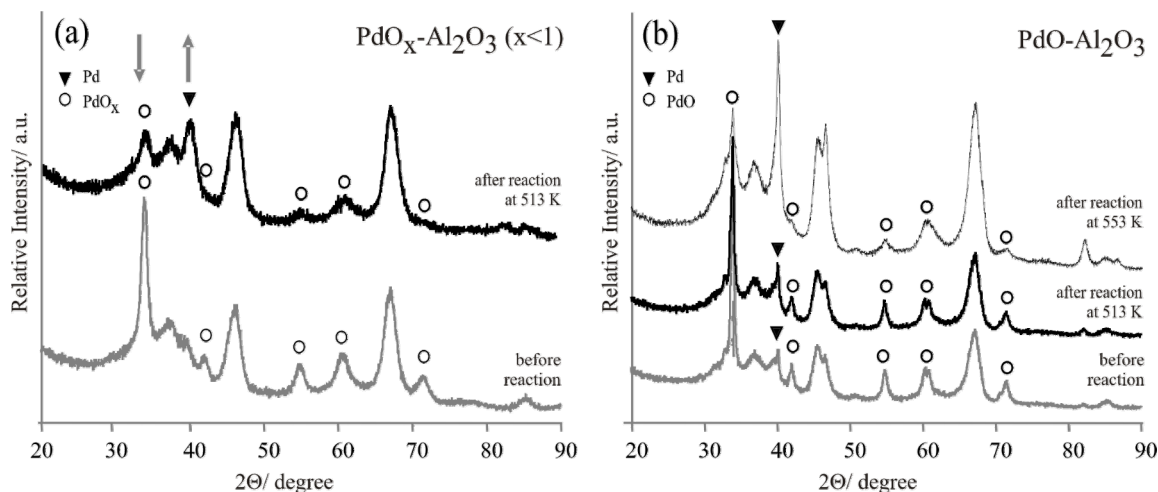 (a)
PdOₓ-Al₂O₃ (x<1)
Pd
PdOₓ
after reaction
at 513 K
before
reaction
Relative Intensity/ a.u.
20 30 40 50 60 70 80 90
2Θ/ degree
(b)
PdO-Al₂O₃
Pd
PdO
after reaction
at 553 K
after reaction
at 513 K
before
reaction
Relative Intensity/ a.u.
20 30 40 50 60 70 80 90
2Θ/ degree